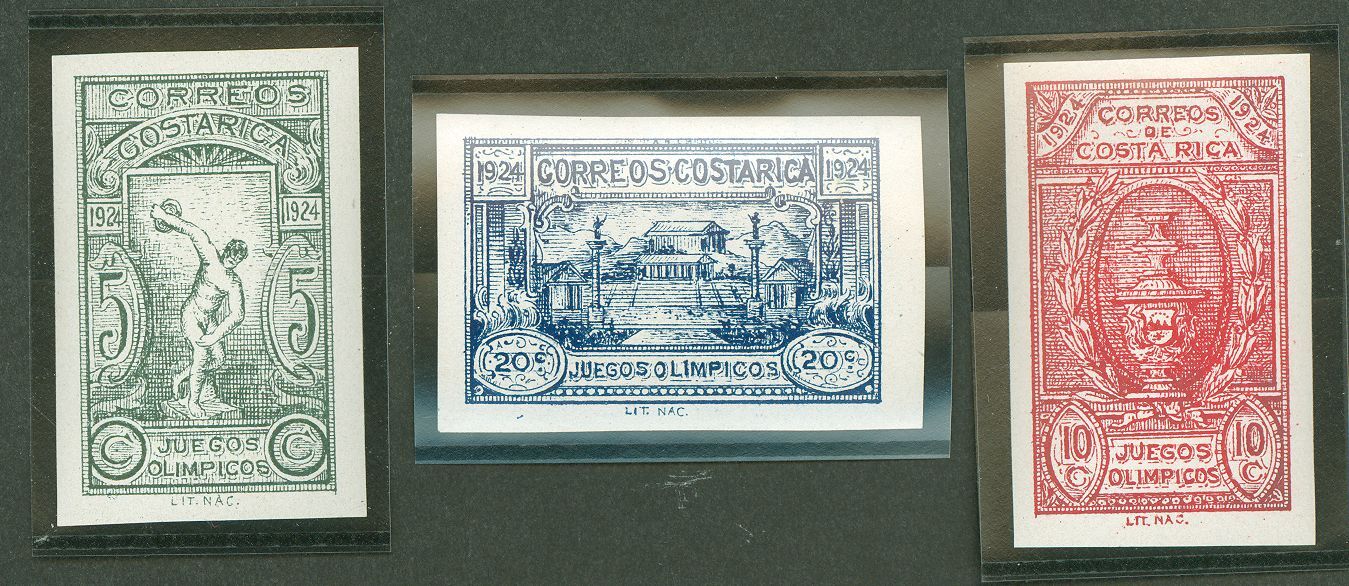 CORREOS
COSTARICA
1924 1924
5 5
C JUEGOS C
OLIMPICOS
LIT. NAC.
1924 CORREOS·COSTARICA 1924
20c. JUEGOS OLIMPICOS 20c.
LIT. NAC.
1924 CORREOS 1924
DE
COSTA RICA
10 JUEGOS 10
C. OLIMPICOS C.
LIT. NAC.